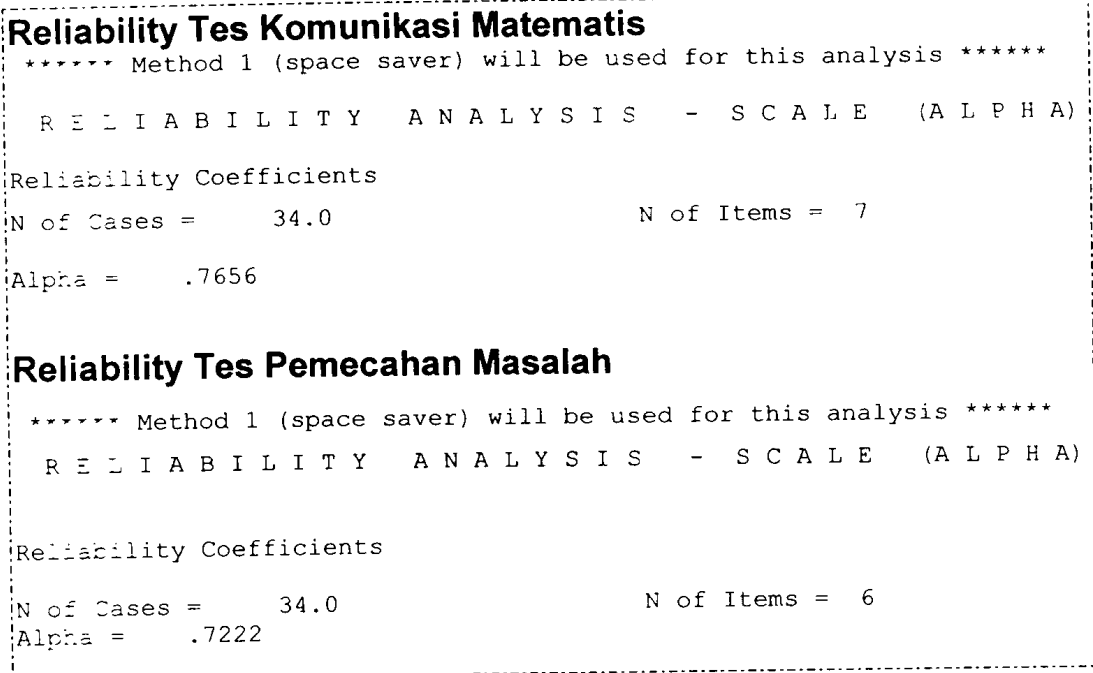 Reliability Tes Komunikasi Matematis
****** Method 1 (space saver) will be used for this analysis ******
R E L I A B I L I T Y   A N A L Y S I S   -   S C A L E   (A L P H A)
Reliability Coefficients
N of Cases =     34.0                    N of Items =  7
Alpha =    .7656
Reliability Tes Pemecahan Masalah
****** Method 1 (space saver) will be used for this analysis ******
R E L I A B I L I T Y   A N A L Y S I S   -   S C A L E   (A L P H A)
Reliability Coefficients
N of Cases =     34.0                    N of Items =  6
Alpha =    .7222